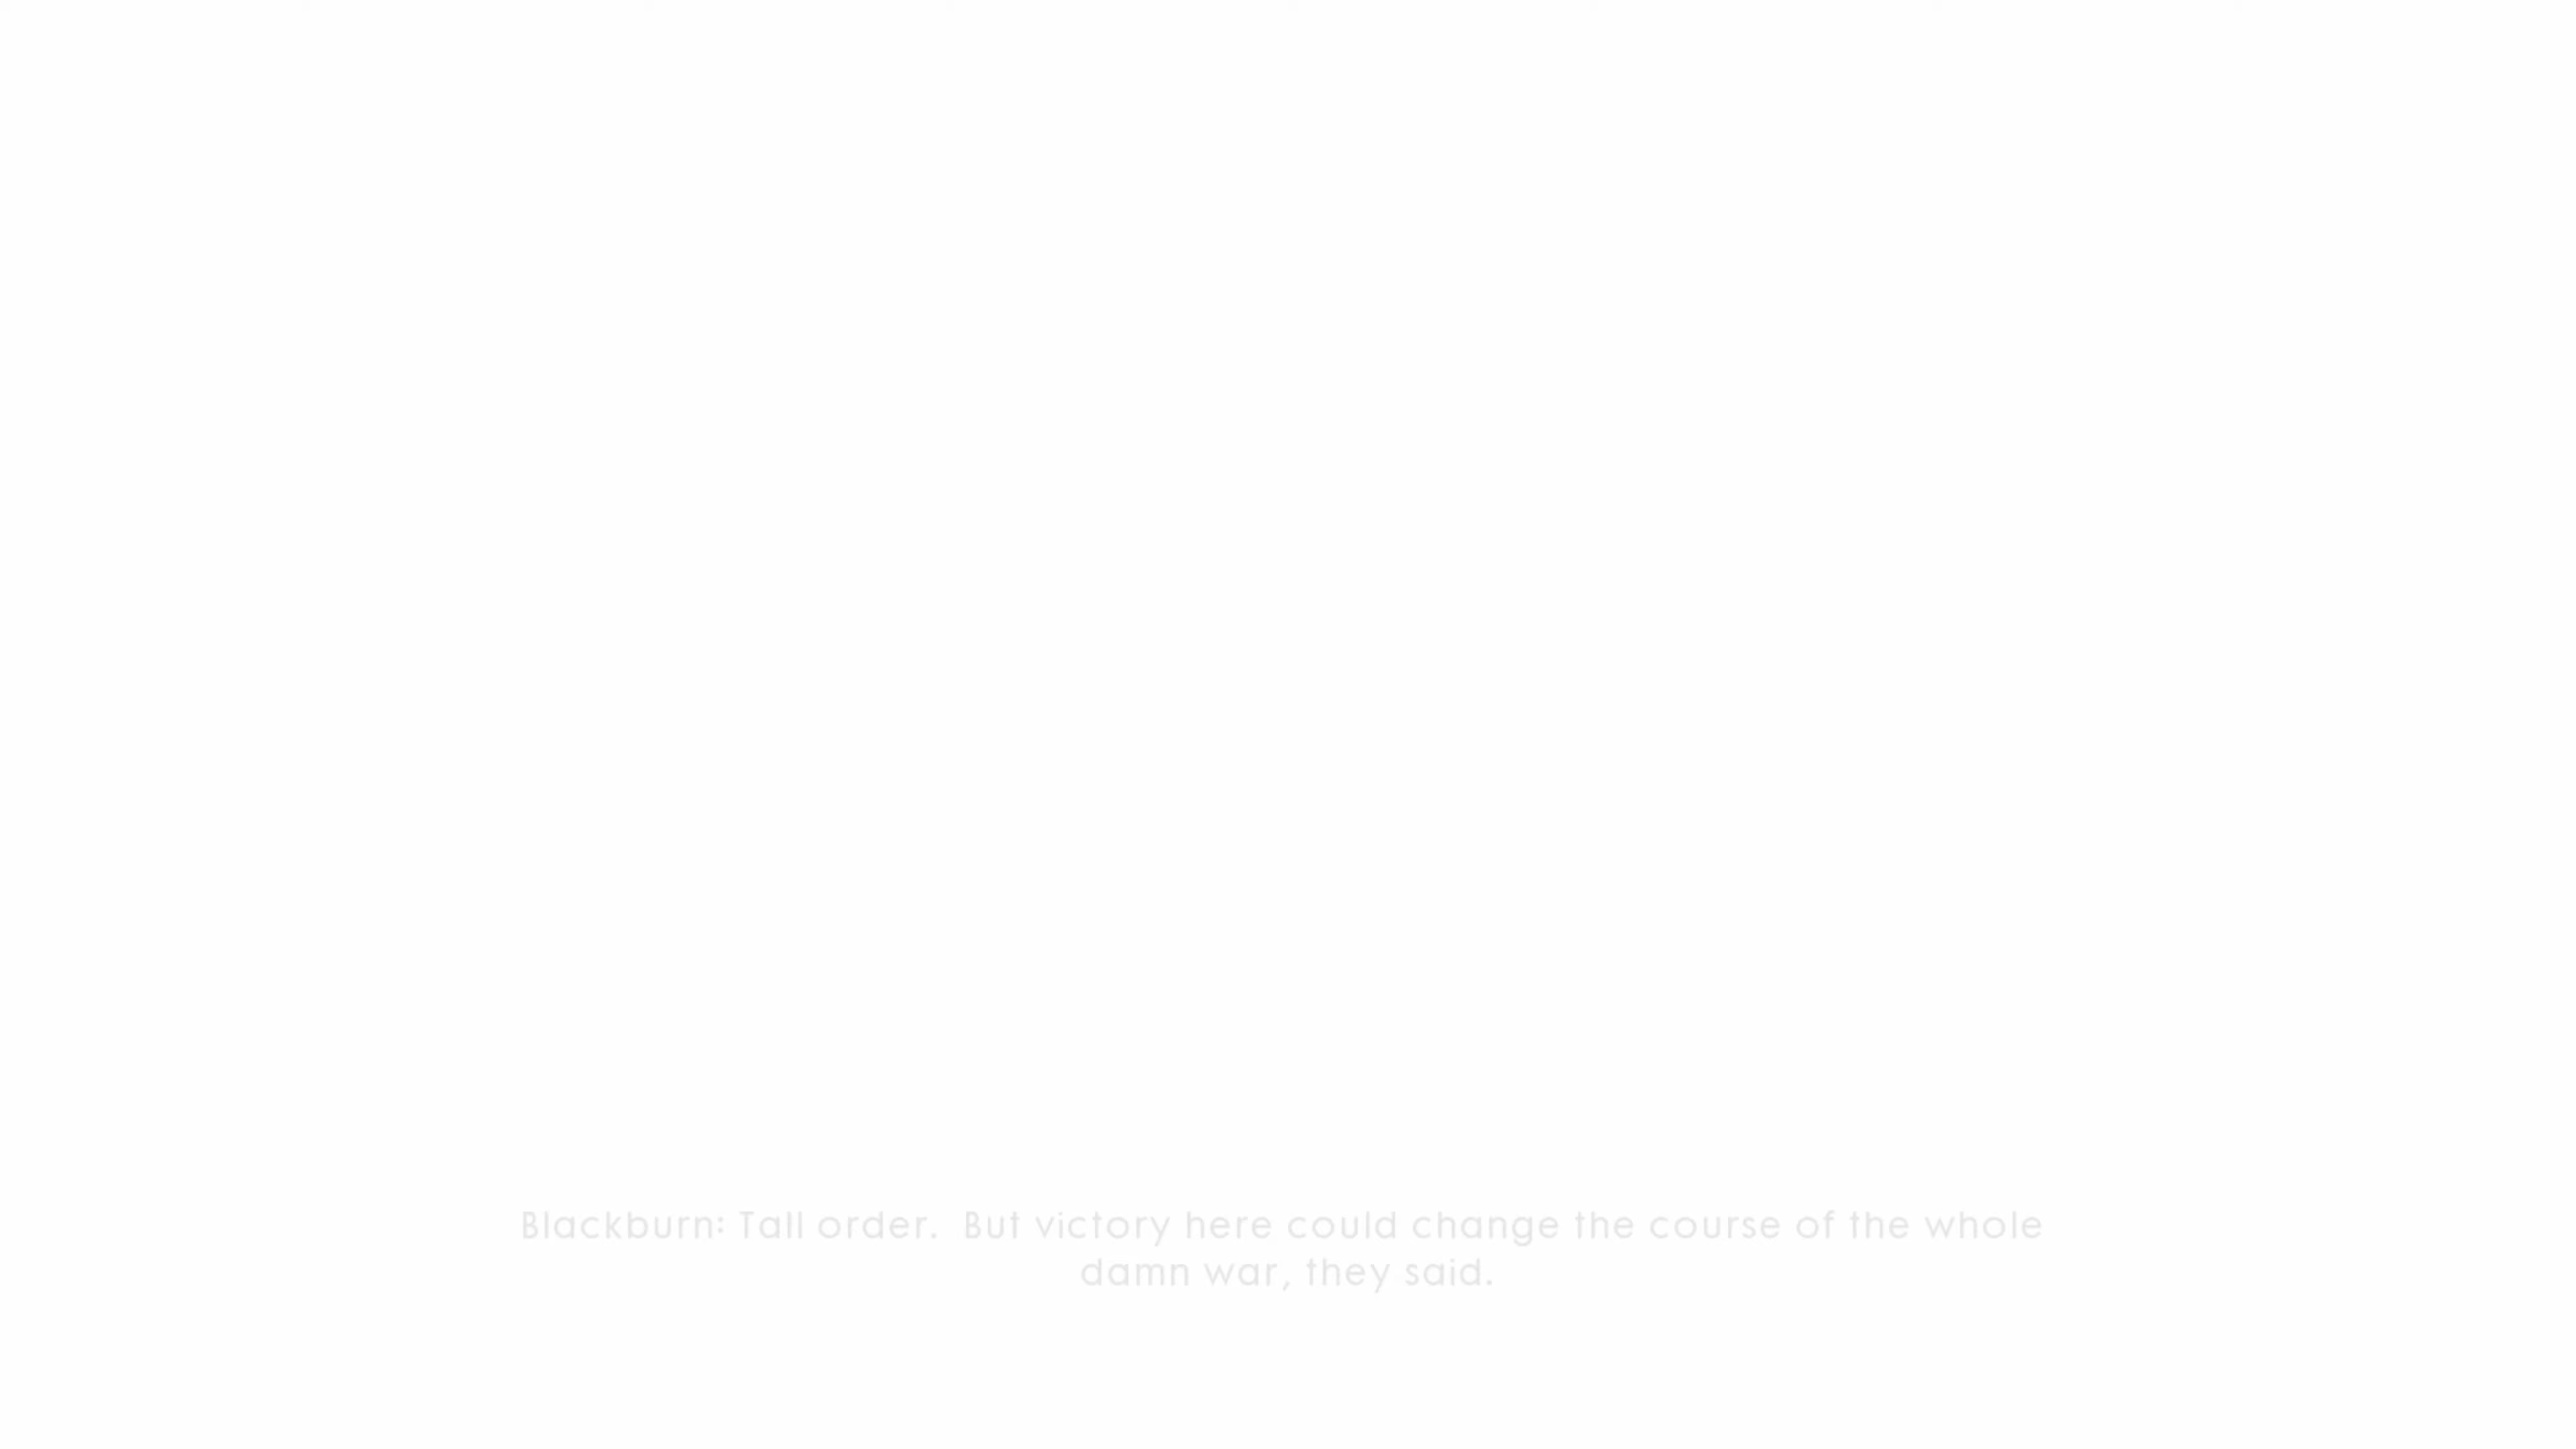 Blackburn: Tall order.  But victory here could change the course of the whole
damn war, they said.